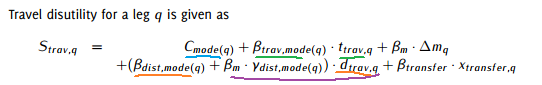 Travel disutility for a leg q is given as
S_trav,q = C_mode(q) + β_trav,mode(q) · t_trav,q + β_m · Δm_q
+(β_dist,mode(q) + β_m · γ_dist,mode(q)) · d_trav,q + β_transfer · x_transfer,q